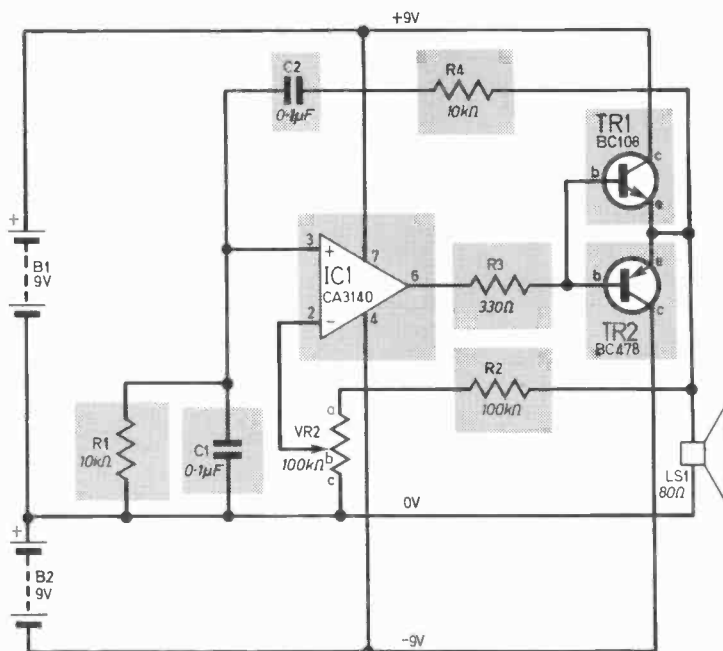 +9V
C2
0·1µF
R4
10kΩ
TR1
BC108
b
c
e
+
B1
9V
3
+
7
IC1
CA3140
6
2
−
4
R3
330Ω
b
e
c
TR2
BC478
R2
100kΩ
R1
10kΩ
C1
0·1µF
VR2
100kΩ
a
b
c
LS1
80Ω
0V
+
B2
9V
-9V